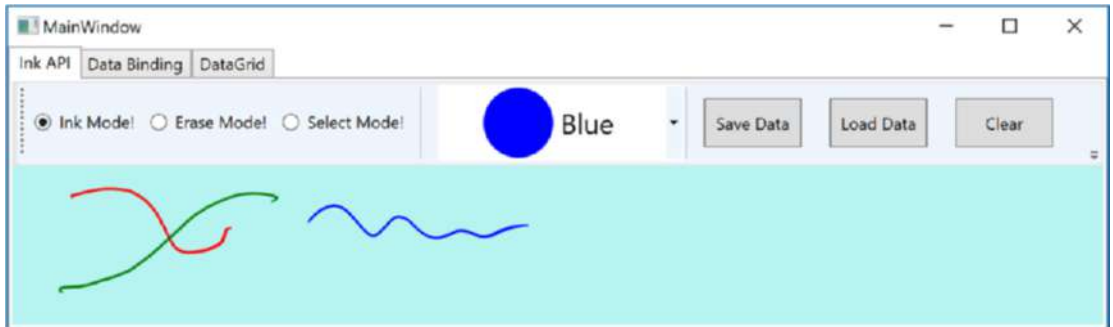 MainWindow
Ink API Data Binding DataGrid
Ink Mode! Erase Mode! Select Mode! Blue Save Data Load Data Clear